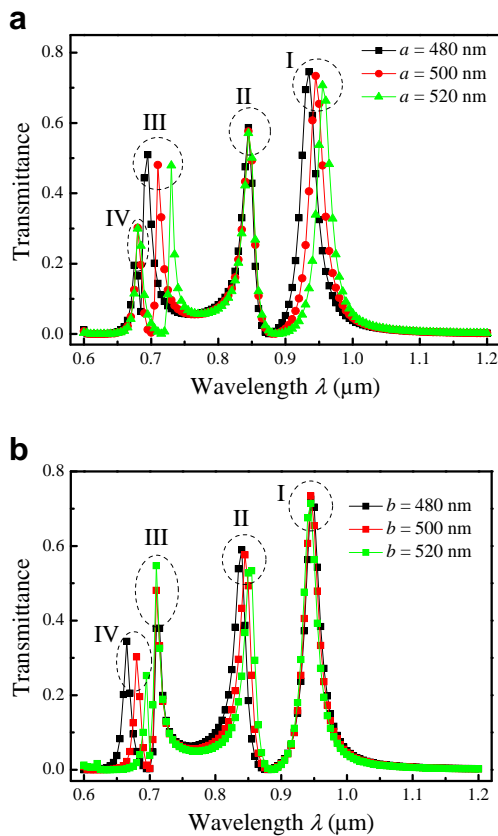 a
0.8
0.6
0.4
0.2
0.0
Transmittance
I
II
III
IV
a = 480 nm
a = 500 nm
a = 520 nm
0.6 0.7 0.8 0.9 1.0 1.1 1.2
Wavelength λ (µm)
b
0.8
0.6
0.4
0.2
0.0
Transmittance
I
II
III
IV
b = 480 nm
b = 500 nm
b = 520 nm
0.6 0.7 0.8 0.9 1.0 1.1 1.2
Wavelength λ (µm)